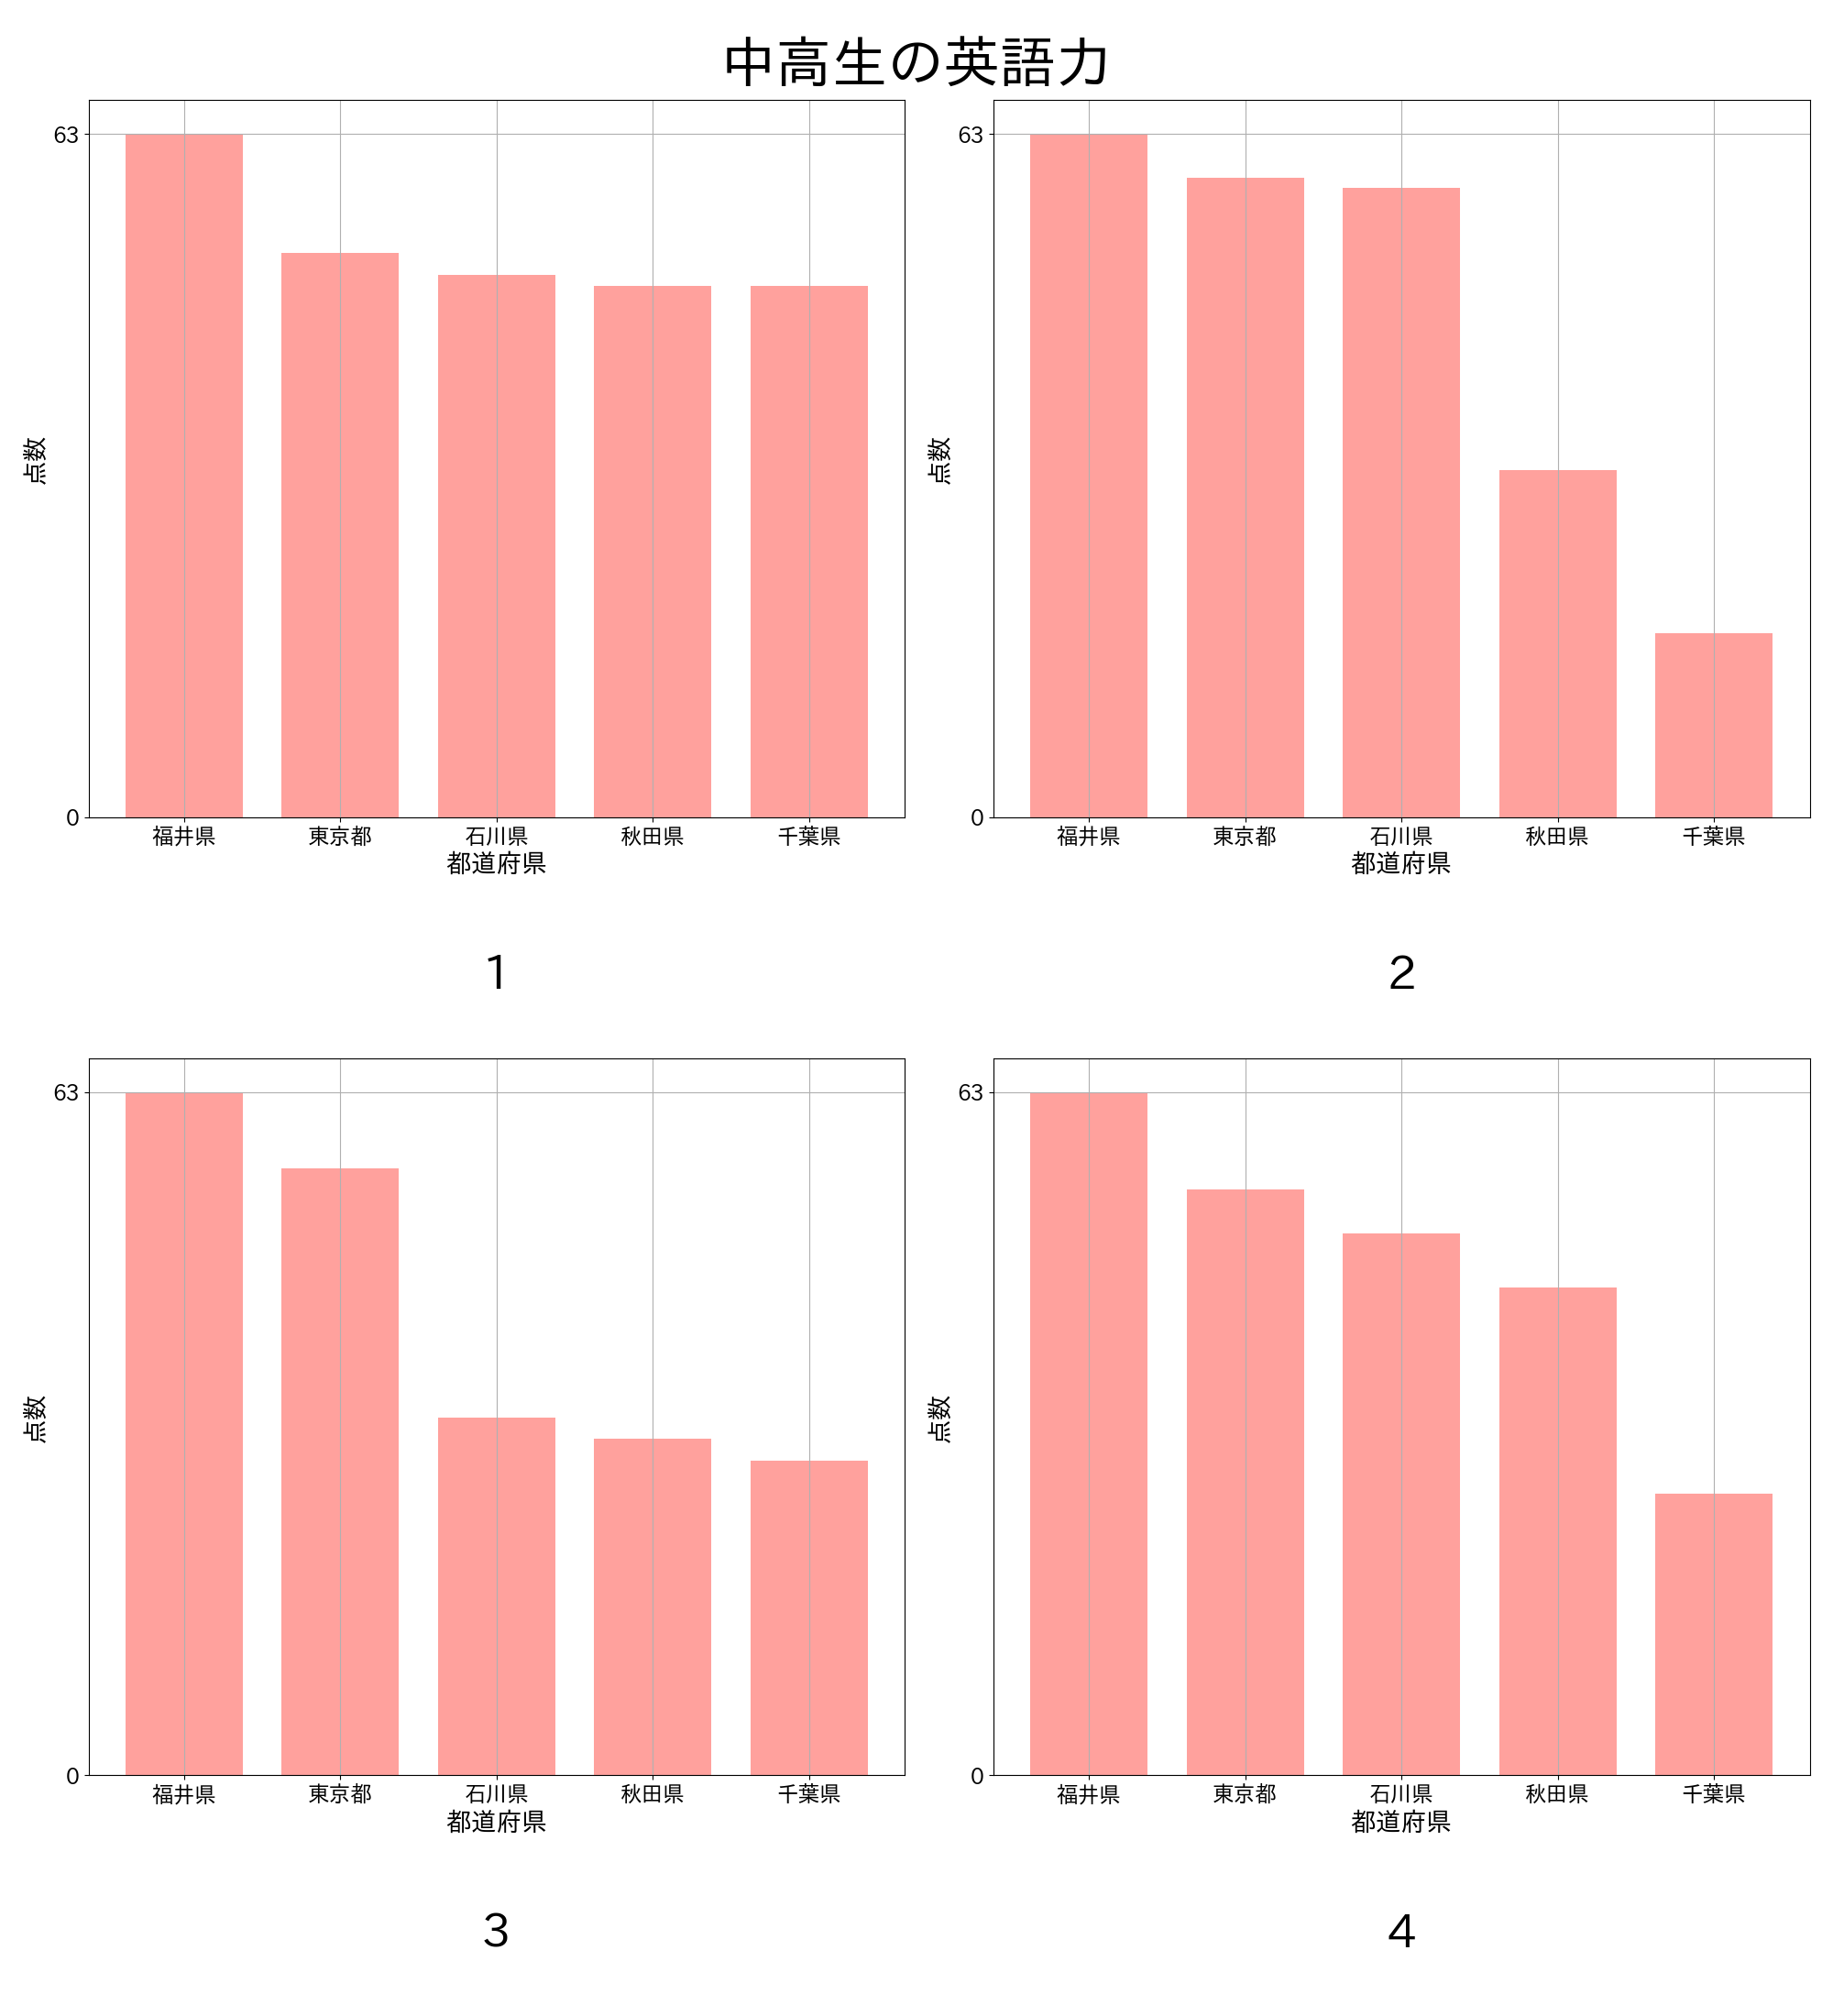 中高生の英語力
63
0
点数
福井県 東京都 石川県 秋田県 千葉県
都道府県
1
63
0
点数
福井県 東京都 石川県 秋田県 千葉県
都道府県
2
63
0
点数
福井県 東京都 石川県 秋田県 千葉県
都道府県
3
63
0
点数
福井県 東京都 石川県 秋田県 千葉県
都道府県
4